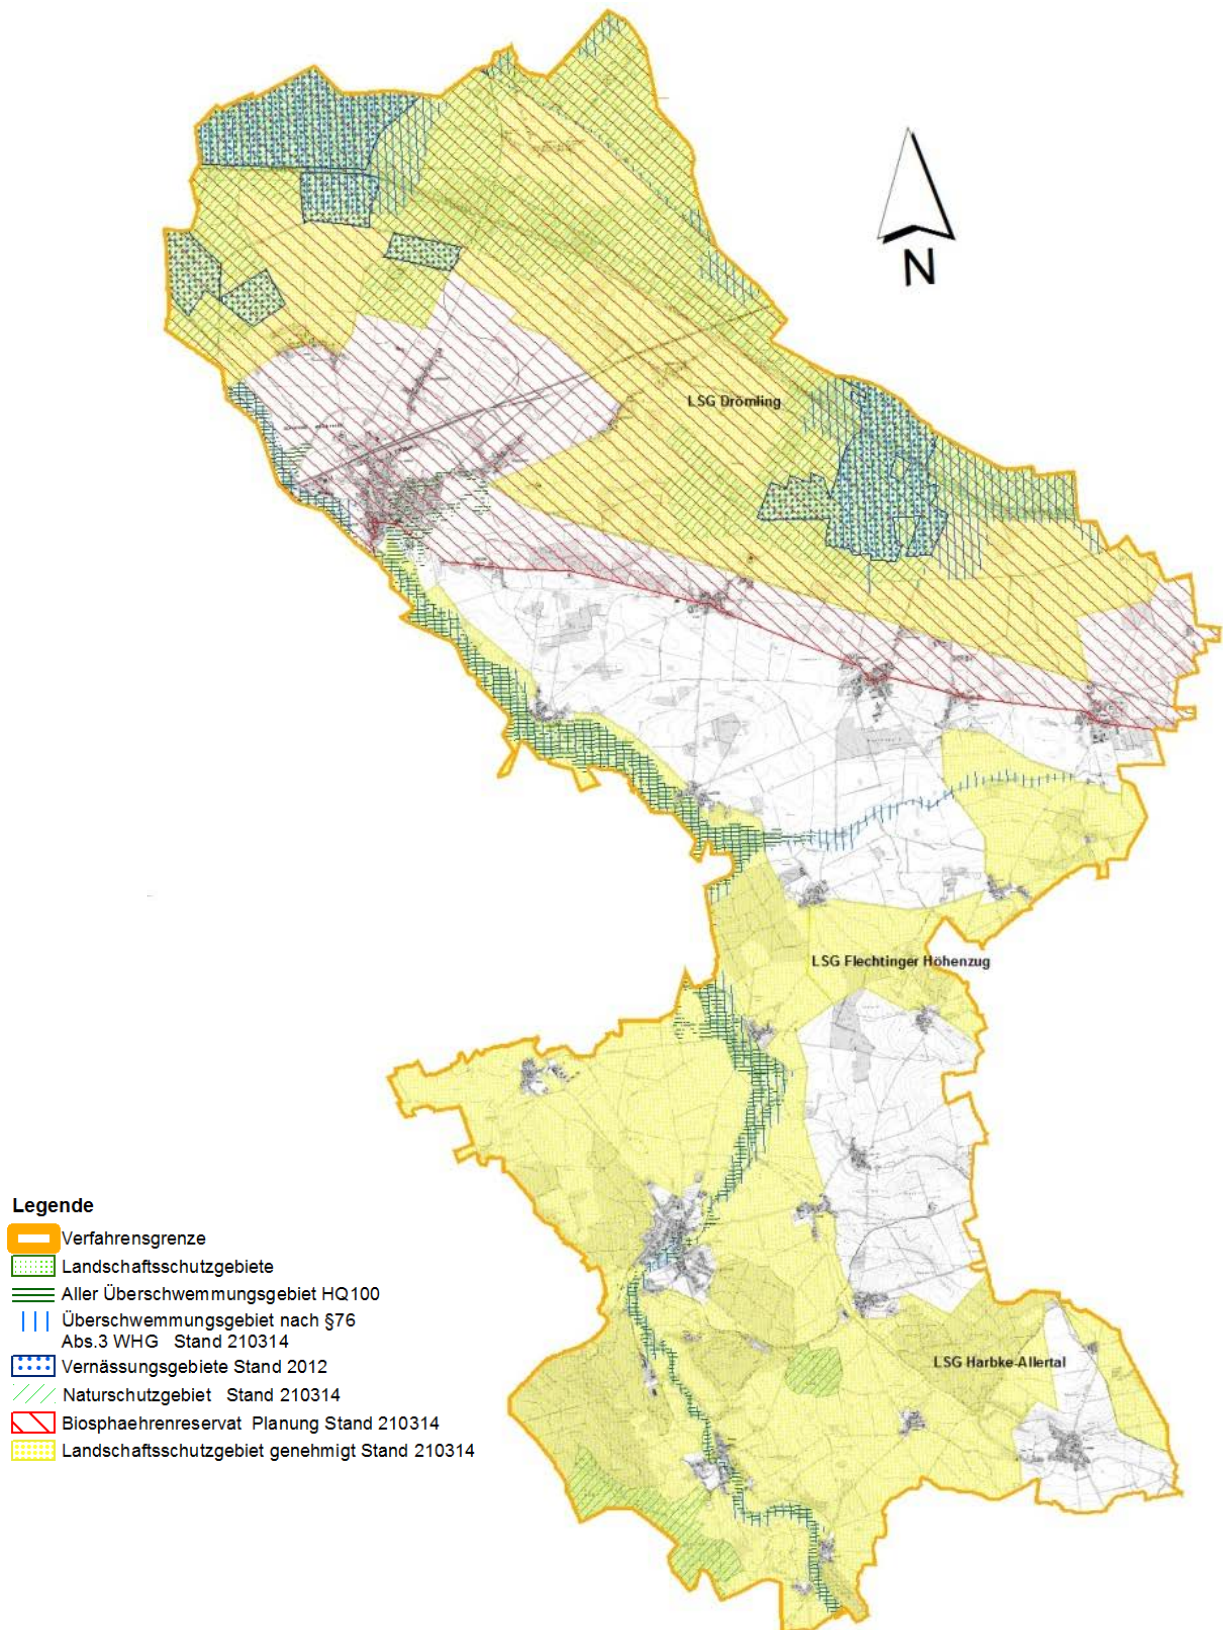 N
LSG Drömling
LSG Flechtinger Höhenzug
LSG Harbke-Allertal
Legende
Verfahrensgrenze
Landschaftsschutzgebiete
Aller Überschwemmungsgebiet HQ100
Überschwemmungsgebiet nach §76
Abs.3 WHG Stand 210314
Vernässungsgebiete Stand 2012
Naturschutzgebiet Stand 210314
Biosphaehrenreservat Planung Stand 210314
Landschaftsschutzgebiet genehmigt Stand 210314